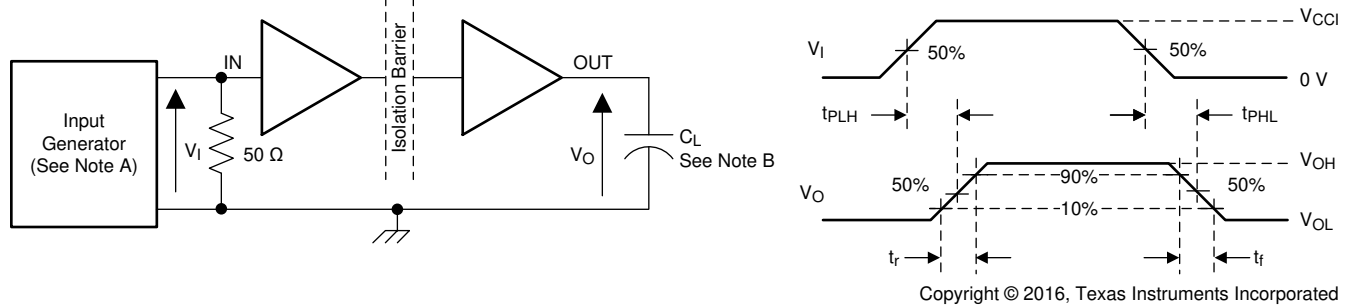 Input
Generator
(See Note A)
V_I
IN
50 Ω
Isolation Barrier
OUT
V_O
C_L
See Note B
V_I
50%
50%
V_CCI
0 V
t_PLH
t_PHL
V_O
50%
90%
10%
50%
V_OH
V_OL
t_r
t_f
Copyright © 2016, Texas Instruments Incorporated